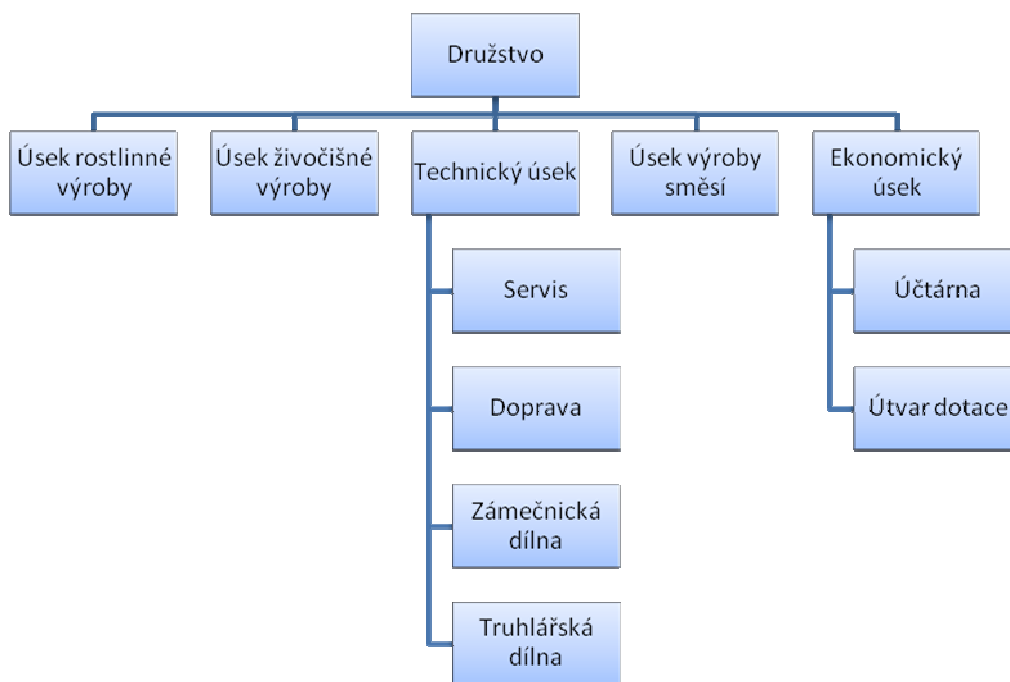 Družstvo
Úsek rostlinné
výroby
Úsek živočišné
výroby
Technický úsek
Úsek výroby
směsí
Ekonomický
úsek
Servis
Doprava
Zámečnická
dílna
Truhlářská
dílna
Účtárna
Útvar dotace